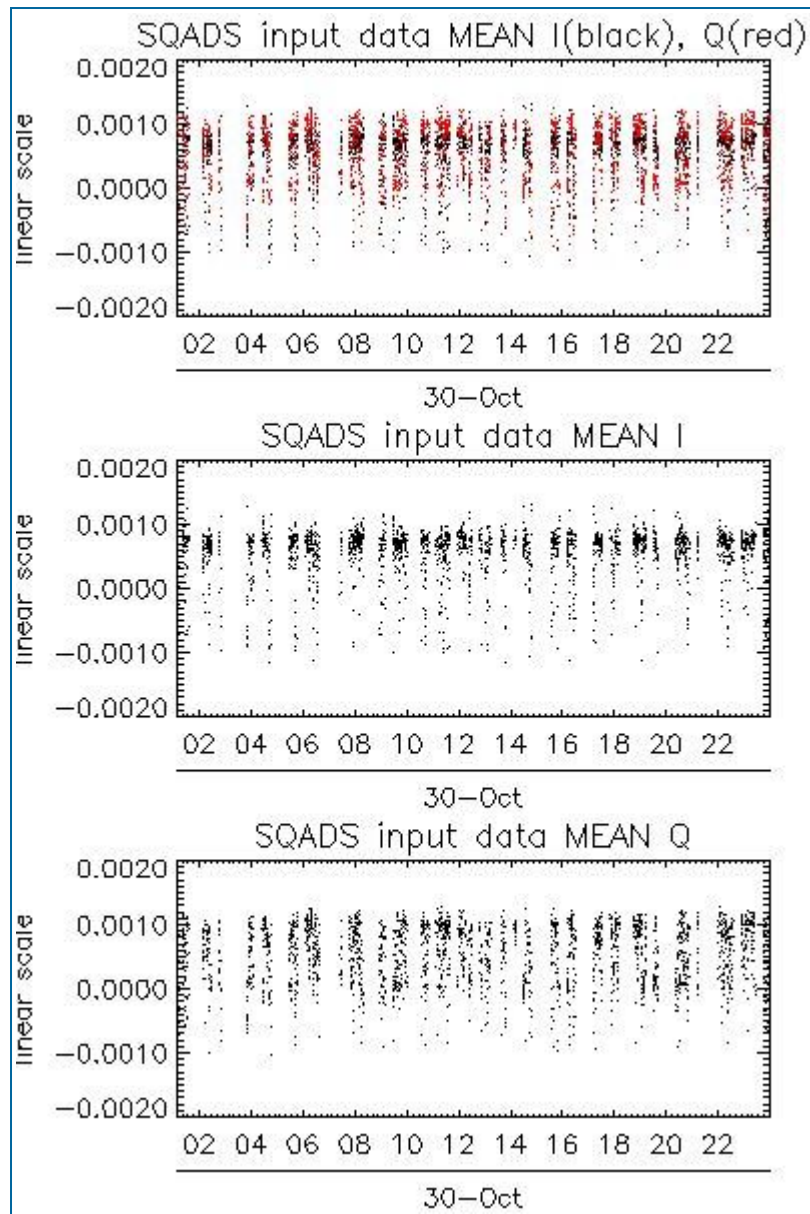 SQADS input data MEAN I(black), Q(red)
0.0020
0.0010
0.0000
-0.0010
-0.0020
linear scale
02 04 06 08 10 12 14 16 18 20 22
30-Oct
SQADS input data MEAN I
0.0020
0.0010
0.0000
-0.0010
-0.0020
linear scale
02 04 06 08 10 12 14 16 18 20 22
30-Oct
SQADS input data MEAN Q
0.0020
0.0010
0.0000
-0.0010
-0.0020
linear scale
02 04 06 08 10 12 14 16 18 20 22
30-Oct